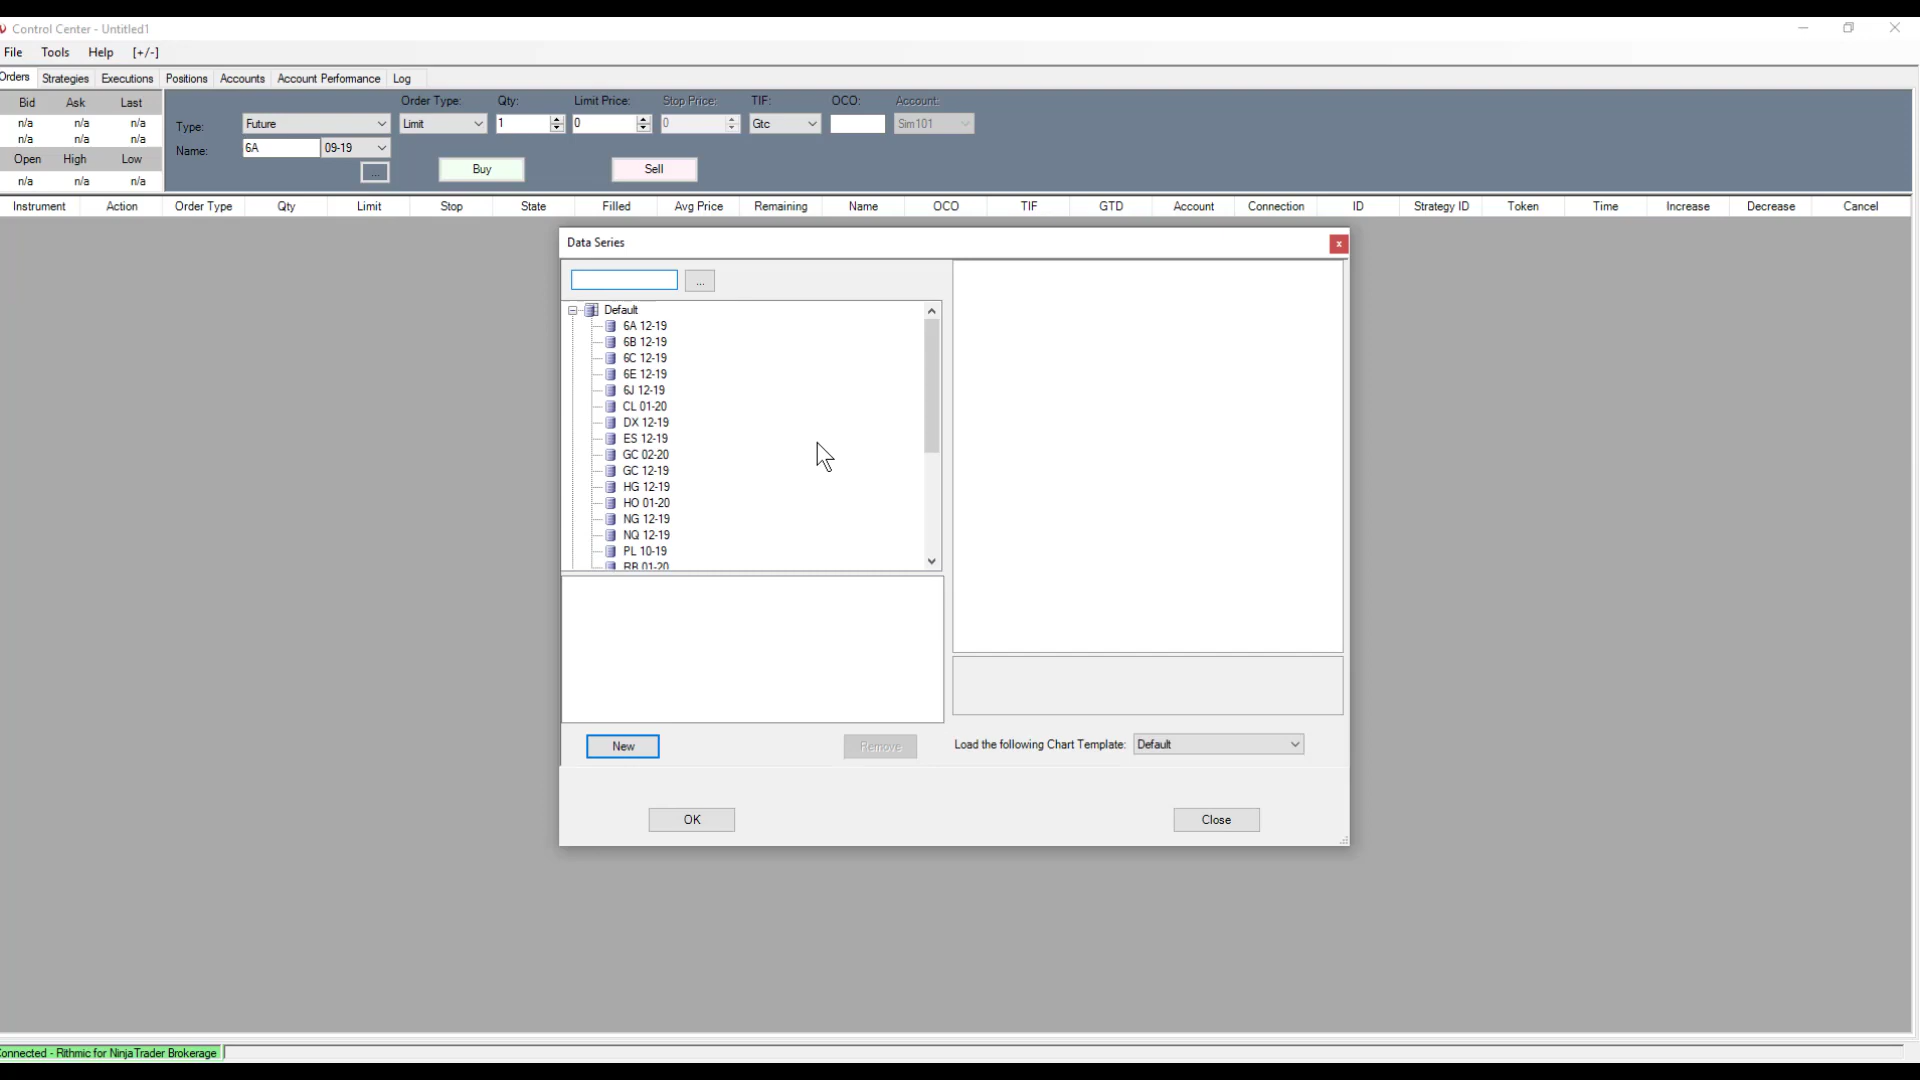 Control Center - Untitled1
File Tools Help [+/-]
Orders Strategies Executions Positions Accounts Account Performance Log
Bid Ask Last
n/a n/a n/a
n/a n/a n/a
Open High Low
n/a n/a n/a
Order Type: Qty: Limit Price: Stop Price: TIF: OCO: Account:
Type: Future Limit 1 0 0 Gtc Sim101
Name: 6A 09-19
...
Buy Sell
Instrument Action Order Type Qty Limit Stop State Filled Avg Price Remaining Name OCO TIF GTD Account Connection ID Strategy ID Token Time Increase Decrease Cancel
Data Series
x
...
Default
6A 12-19
6B 12-19
6C 12-19
6E 12-19
6J 12-19
CL 01-20
DX 12-19
ES 12-19
GC 02-20
GC 12-19
HG 12-19
HO 01-20
NG 12-19
NQ 12-19
PL 10-19
RB 01-20
New Remove Load the following Chart Template: Default
OK Close
Connected - Rithmic for NinjaTrader Brokerage